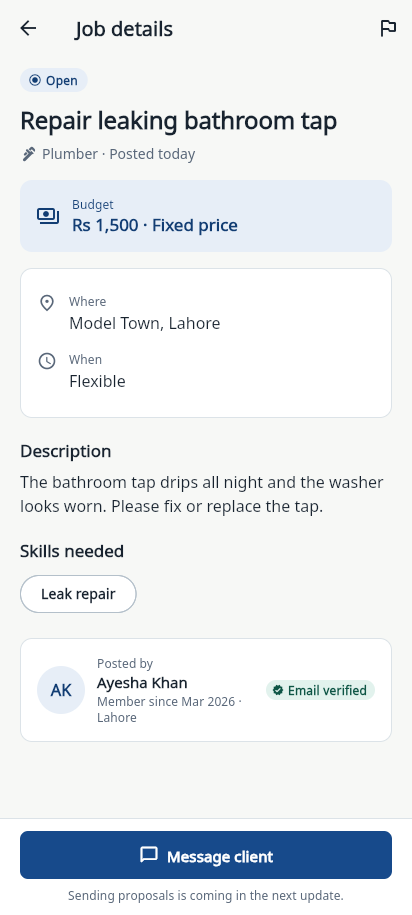 Job details
Open
Repair leaking bathroom tap
Plumber · Posted today
Budget
Rs 1,500 · Fixed price
Where
Model Town, Lahore
When
Flexible
Description
The bathroom tap drips all night and the washer
looks worn. Please fix or replace the tap.
Skills needed
Leak repair
AK
Posted by
Ayesha Khan
Member since Mar 2026 ·
Lahore
Email verified
Message client
Sending proposals is coming in the next update.